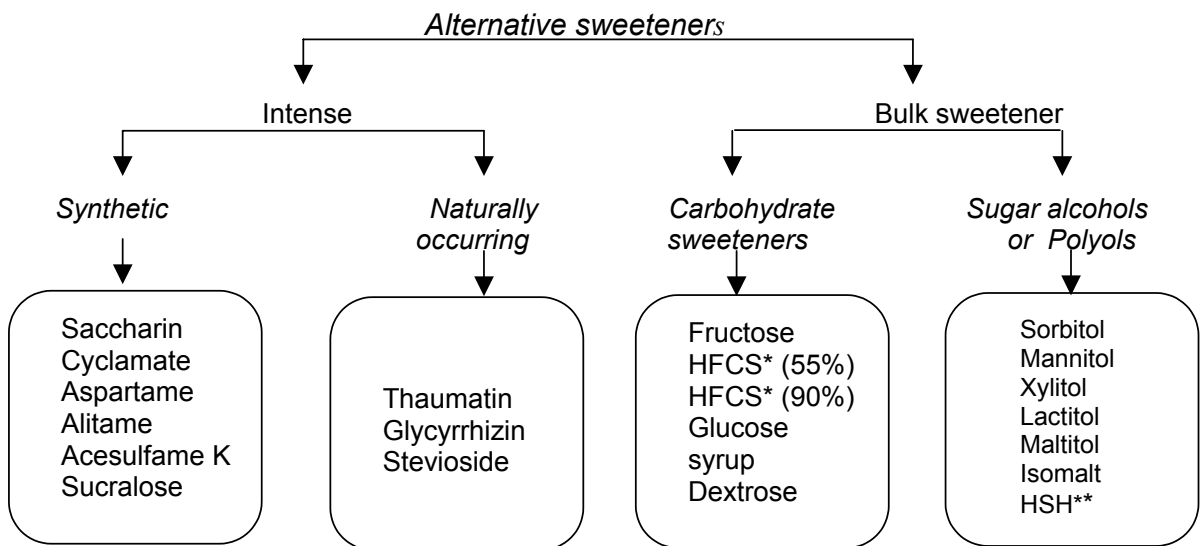 Alternative sweeteners
Intense
Bulk sweetener
Synthetic
Naturally
occurring
Carbohydrate
sweeteners
Sugar alcohols
or Polyols
Saccharin
Cyclamate
Aspartame
Alitame
Acesulfame K
Sucralose
Thaumatin
Glycyrrhizin
Stevioside
Fructose
HFCS* (55%)
HFCS* (90%)
Glucose
syrup
Dextrose
Sorbitol
Mannitol
Xylitol
Lactitol
Maltitol
Isomalt
HSH**